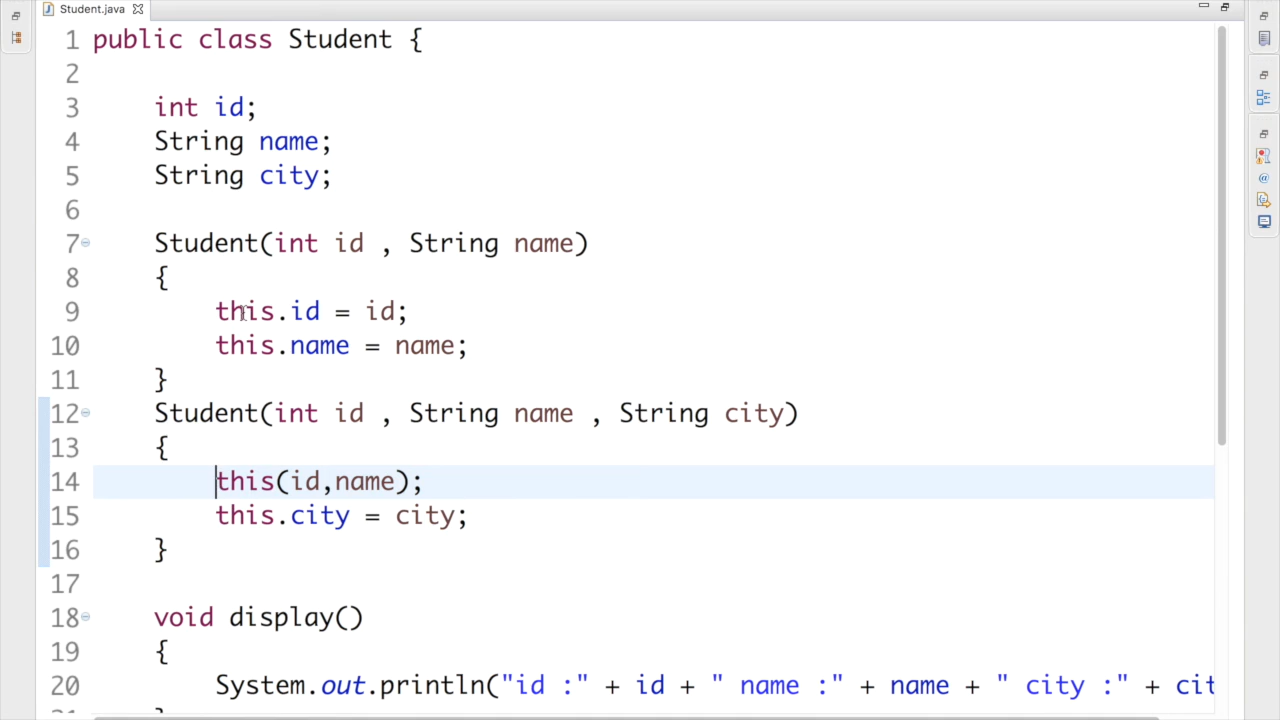 Student.java
1 public class Student {
2
3 int id;
4 String name;
5 String city;
6
7 Student(int id , String name)
8 {
9 this.id = id;
10 this.name = name;
11 }
12 Student(int id , String name , String city)
13 {
14 this(id,name);
15 this.city = city;
16 }
17
18 void display()
19 {
20 System.out.println("id :" + id + " name :" + name + " city :" + cit